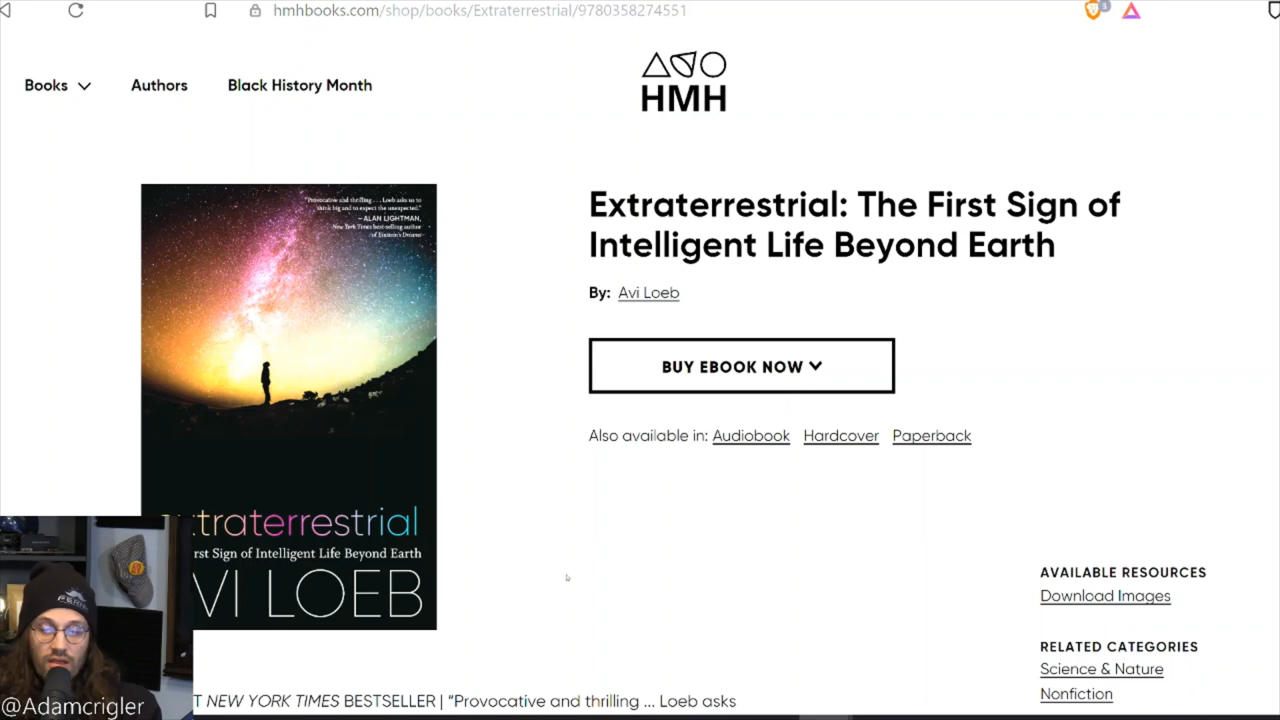 hmhbooks.com/shop/books/Extraterrestrial/9780358274551
3
Books
Authors
Black History Month
HMH
"Provocative and thrilling . . . Loeb asks us to
think big and to expect the unexpected."
—ALAN LIGHTMAN,
New York Times best-selling author
of Einstein's Dreams
xtraterrestrial
rst Sign of Intelligent Life Beyond Earth
VI LOEB
Extraterrestrial: The First Sign of
Intelligent Life Beyond Earth
By: Avi Loeb
BUY EBOOK NOW
Also available in: Audiobook Hardcover Paperback
AVAILABLE RESOURCES
Download Images
RELATED CATEGORIES
Science & Nature
Nonfiction
T NEW YORK TIMES BESTSELLER | “Provocative and thrilling ... Loeb asks
@Adamcrigler